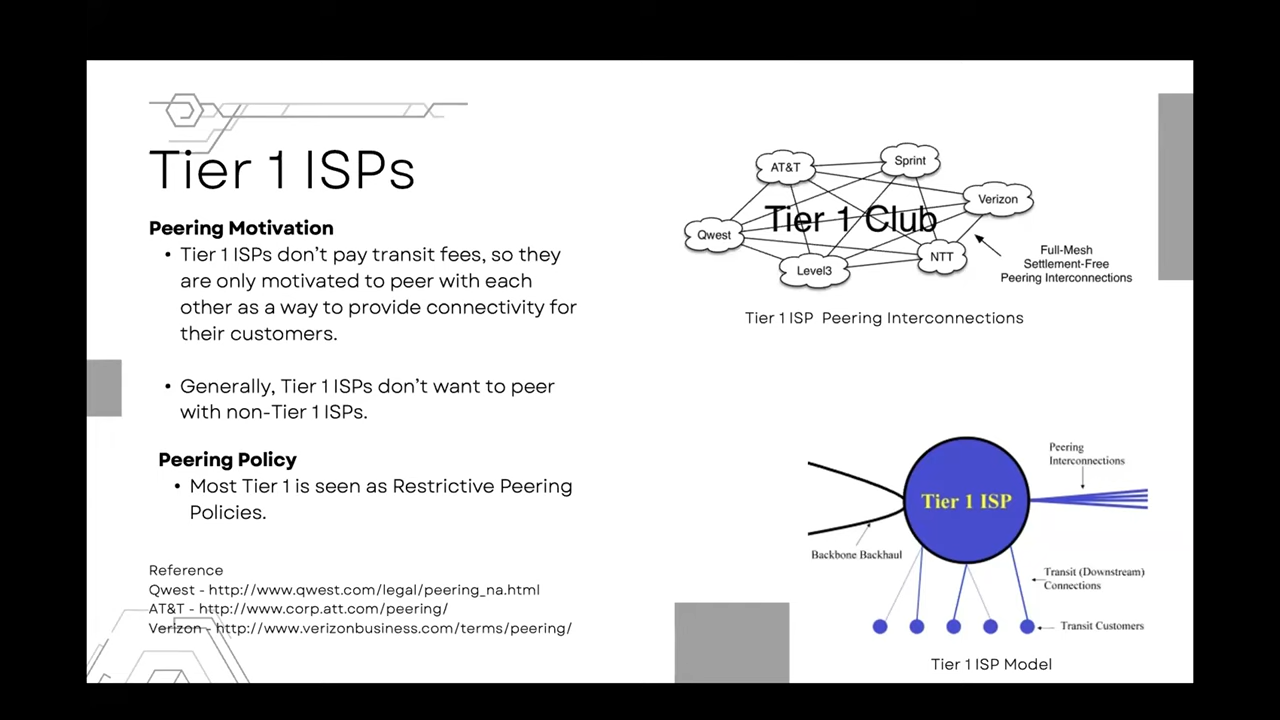 Tier 1 ISPs
Peering Motivation
• Tier 1 ISPs don't pay transit fees, so they
are only motivated to peer with each
other as a way to provide connectivity for
their customers.
• Generally, Tier 1 ISPs don't want to peer
with non-Tier 1 ISPs.
Peering Policy
• Most Tier 1 is seen as Restrictive Peering
Policies.
Reference
Qwest - http://www.qwest.com/legal/peering_na.html
AT&T - http://www.corp.att.com/peering/
Verizon - http://www.verizonbusiness.com/terms/peering/
AT&T
Sprint
Verizon
Tier 1 Club
Qwest
NTT
Level3
Full-Mesh
Settlement-Free
Peering Interconnections
Tier 1 ISP Peering Interconnections
Peering
Interconnections
Tier 1 ISP
Backbone Backhaul
Transit (Downstream)
Connections
Transit Customers
Tier 1 ISP Model